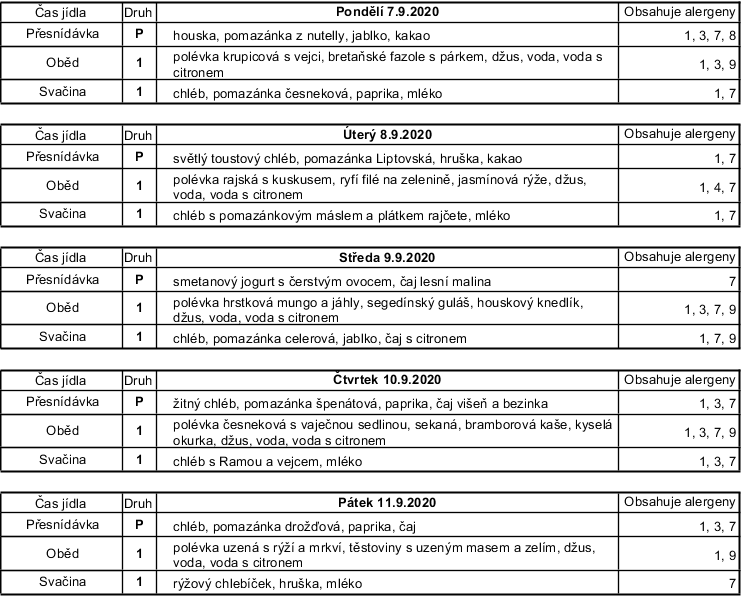 Čas jídla Druh Pondělí 7.9.2020 Obsahuje alergeny
Přesnídávka P houska, pomazánka z nutelly, jablko, kakao 1, 3, 7, 8
Oběd 1 polévka krupicová s vejci, bretaňské fazole s párkem, džus, voda, voda s 1, 3, 9
citronem
Svačina 1 chléb, pomazánka česneková, paprika, mléko 1, 7
Čas jídla Druh Úterý 8.9.2020 Obsahuje alergeny
Přesnídávka P světlý toustový chléb, pomazánka Liptovská, hruška, kakao 1, 7
Oběd 1 polévka rajská s kuskusem, ryfí filé na zelenině, jasmínová rýže, džus, 1, 4, 7
voda, voda s citronem
Svačina 1 chléb s pomazánkovým máslem a plátkem rajčete, mléko 1, 7
Čas jídla Druh Středa 9.9.2020 Obsahuje alergeny
Přesnídávka P smetanový jogurt s čerstvým ovocem, čaj lesní malina 7
Oběd 1 polévka hrstková mungo a jáhly, segedínský guláš, houskový knedlík, 1, 3, 7, 9
džus, voda, voda s citronem
Svačina 1 chléb, pomazánka celerová, jablko, čaj s citronem 1, 7, 9
Čas jídla Druh Čtvrtek 10.9.2020 Obsahuje alergeny
Přesnídávka P žitný chléb, pomazánka špenátová, paprika, čaj višeň a bezinka 1, 3, 7
Oběd 1 polévka česneková s vaječnou sedlinou, sekaná, bramborová kaše, kyselá 1, 3, 7, 9
okurka, džus, voda, voda s citronem
Svačina 1 chléb s Ramou a vejcem, mléko 1, 3, 7
Čas jídla Druh Pátek 11.9.2020 Obsahuje alergeny
Přesnídávka P chléb, pomazánka drožďová, paprika, čaj 1, 3, 7
Oběd 1 polévka uzená s rýží a mrkví, těstoviny s uzeným masem a zelím, džus, 1, 9
voda, voda s citronem
Svačina 1 rýžový chlebíček, hruška, mléko 7